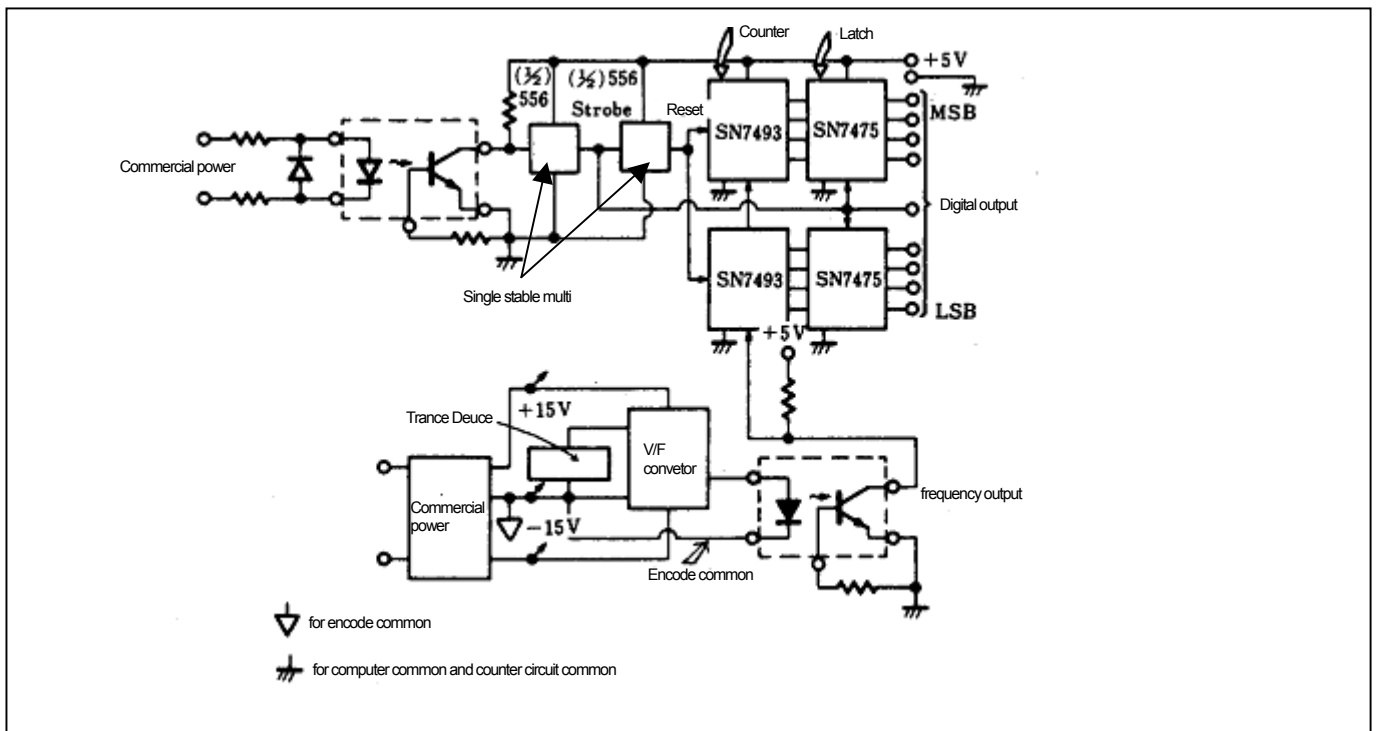 Counter
Latch
+5V
(½)
556
(½) 556
Strobe
Reset
SN7493
SN7475
MSB
Commercial power
Digital output
SN7493
SN7475
LSB
Single stable multi
+5V
+15V
Trance Deuce
V/F
convetor
Commercial
power
-15V
frequency output
Encode common
for encode common
for computer common and counter circuit common